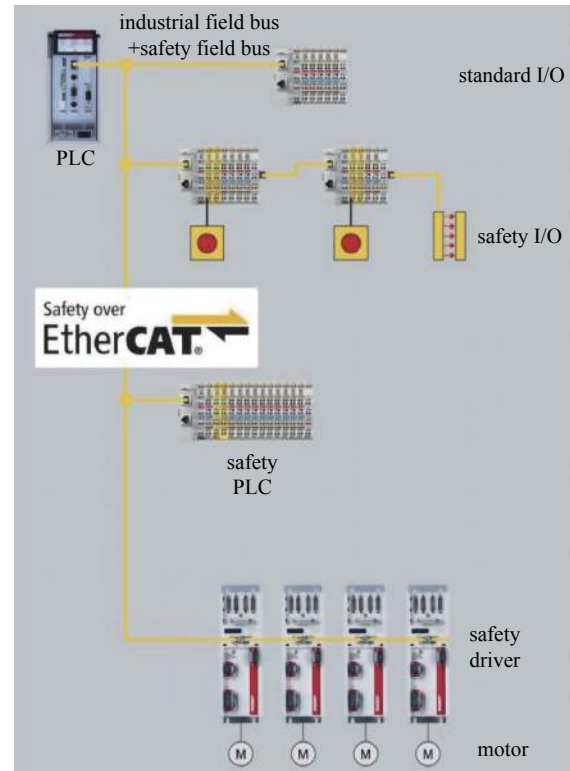 industrial field bus
+safety field bus
standard I/O
PLC
safety I/O
Safety over
EtherCAT®
safety
PLC
safety
driver
M M M M
motor